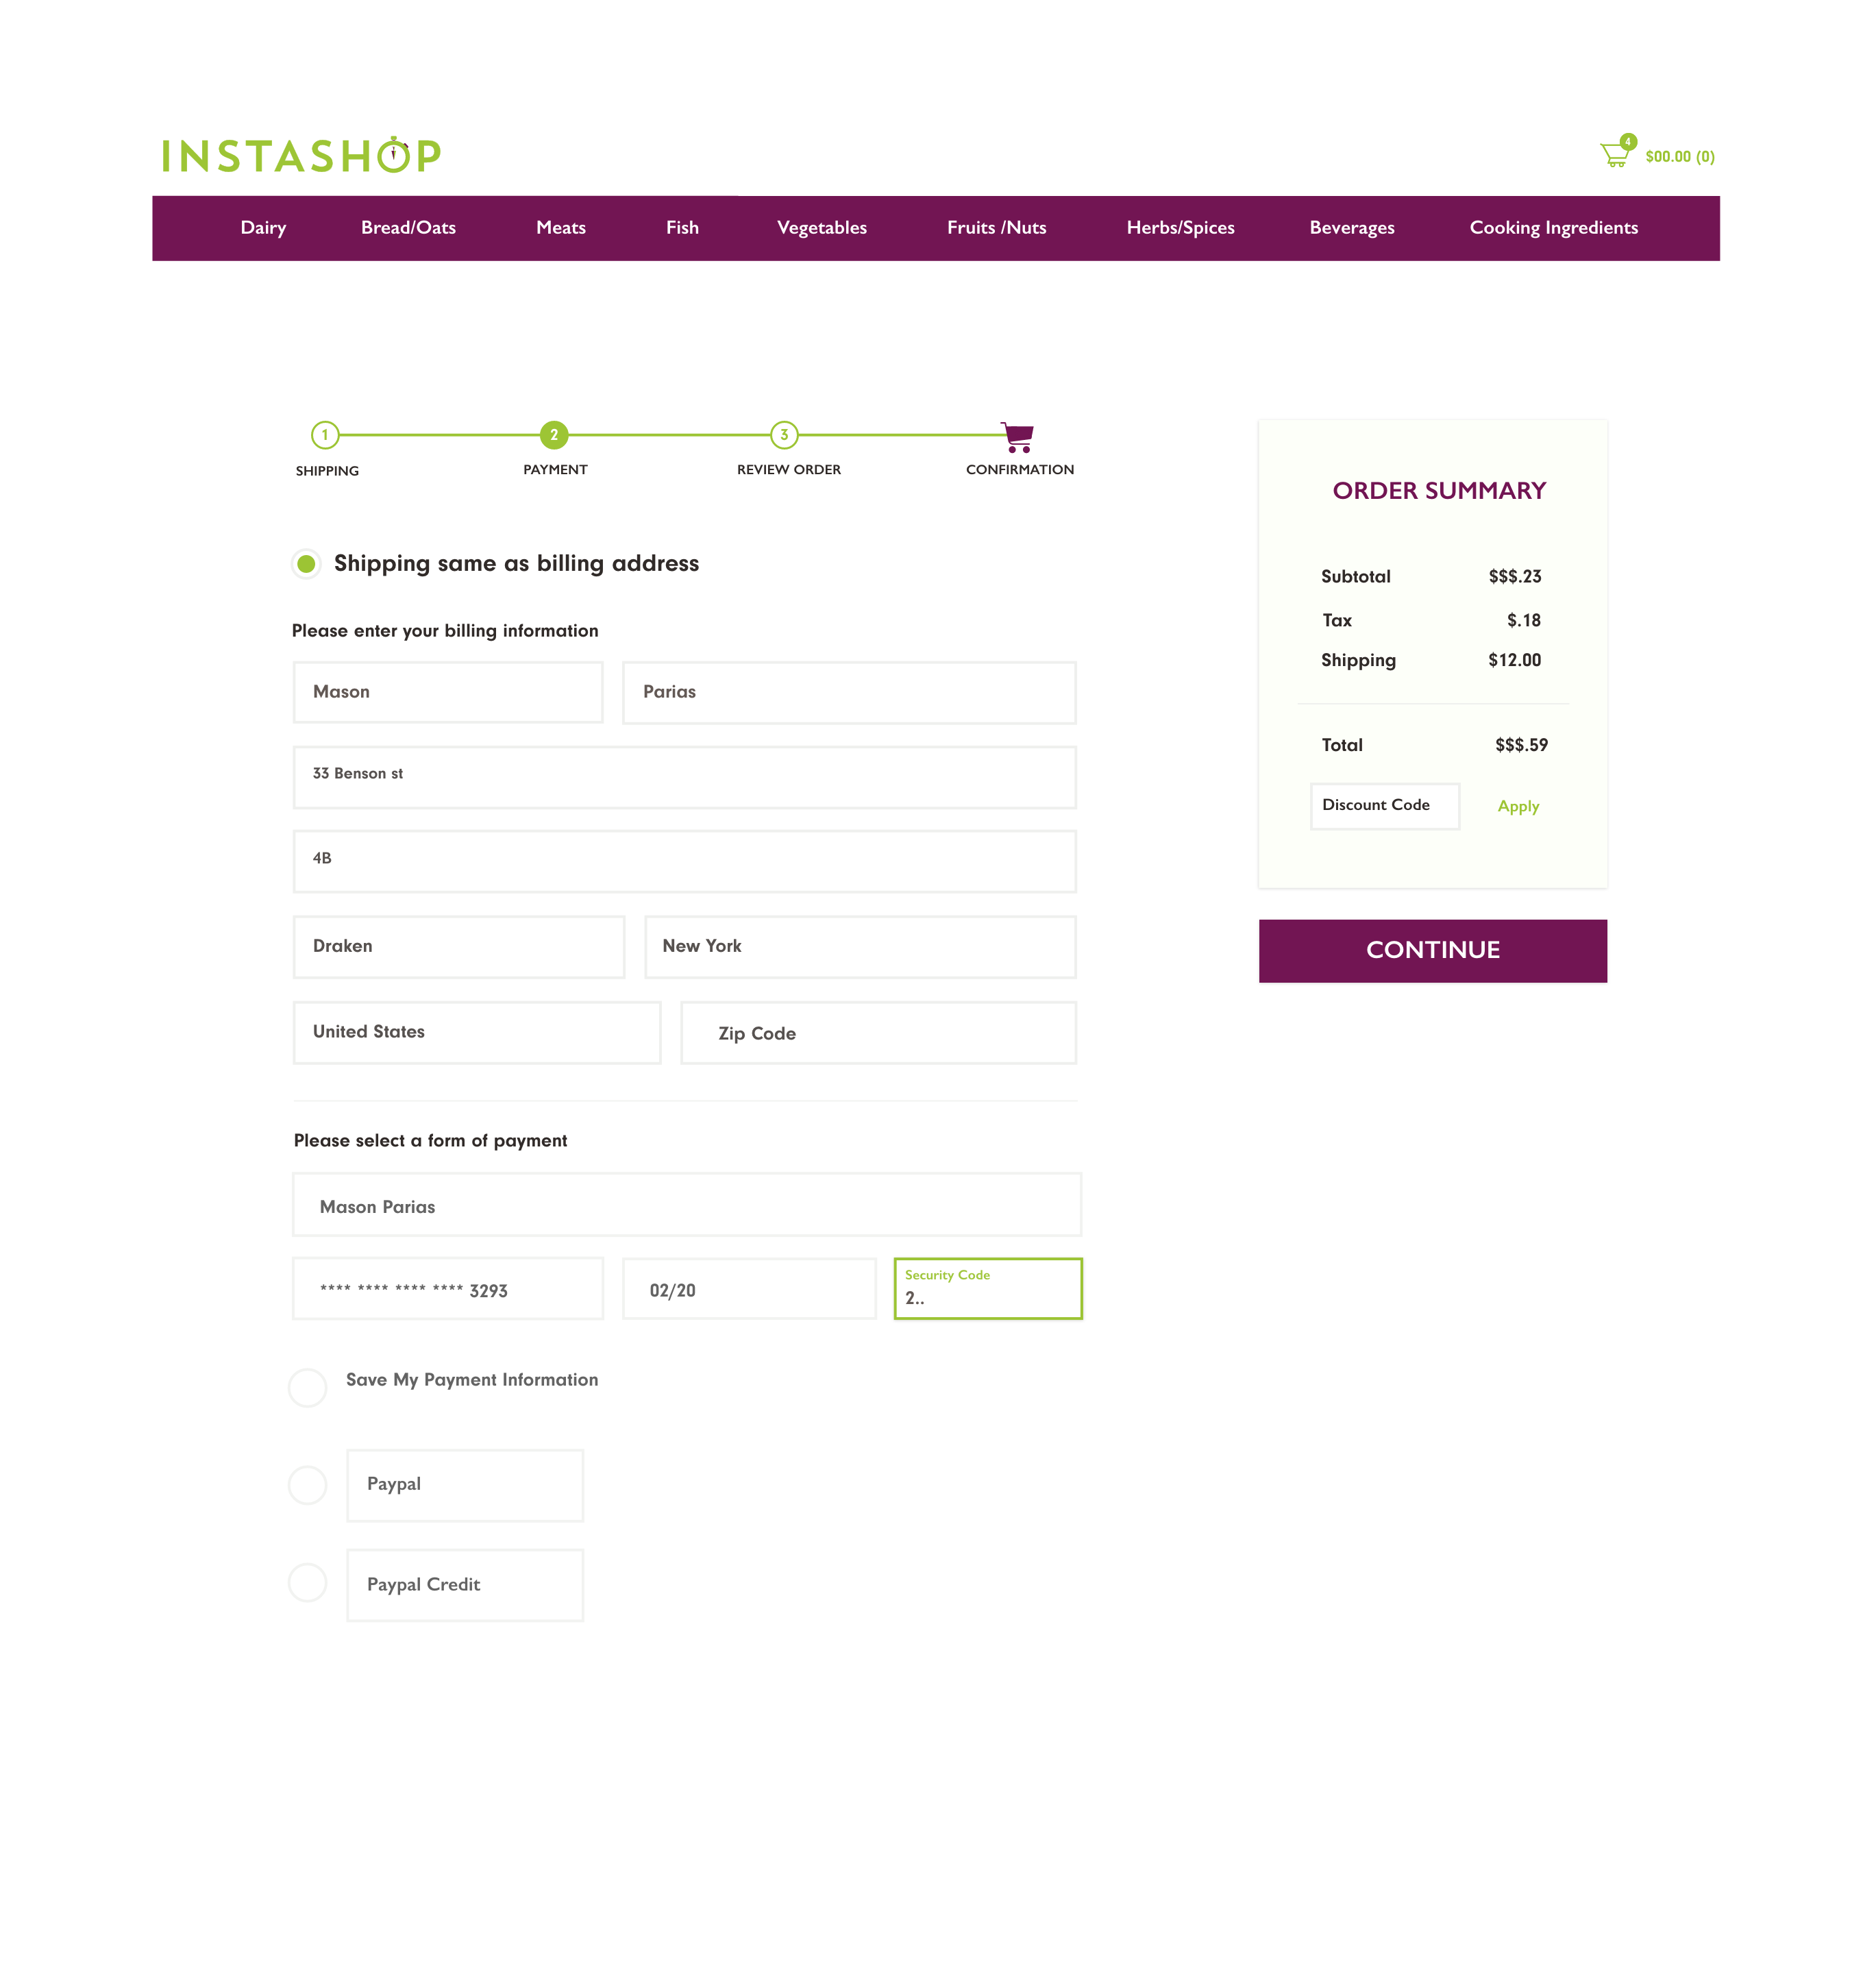 INSTASHOP
4
$00.00 (0)
Dairy Bread/Oats Meats Fish Vegetables Fruits /Nuts Herbs/Spices Beverages Cooking Ingredients
1 2 3
SHIPPING PAYMENT REVIEW ORDER CONFIRMATION
Shipping same as billing address
Please enter your billing information
Mason Parias
33 Benson st
4B
Draken New York
United States Zip Code
Please select a form of payment
Mason Parias
**** **** **** **** 3293 02/20 Security Code
2..
Save My Payment Information
Paypal
Paypal Credit
ORDER SUMMARY
Subtotal $$$.23
Tax $.18
Shipping $12.00
Total $$$.59
Discount Code Apply
CONTINUE